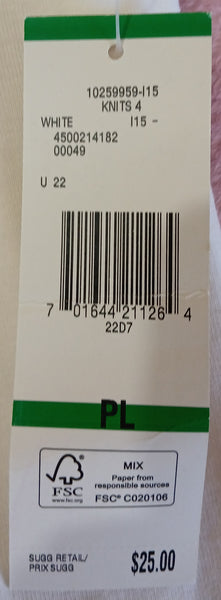 10259959-I15
KNITS 4
WHITE I15 -
4500214182
00049
U 22
7 01644 21126 4
22D7
PL
FSC
www.fsc.org
MIX
Paper from
responsible sources
FSC® C020106
SUGG RETAIL/
PRIX SUGG $25.00